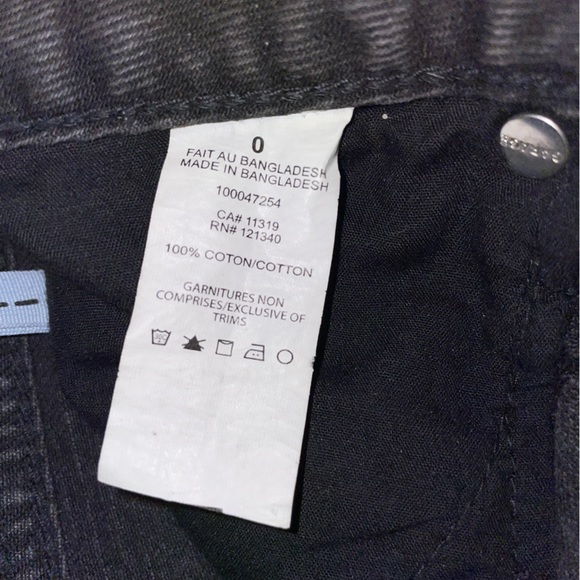 0
FAIT AU BANGLADESH
MADE IN BANGLADESH
100047254
CA# 11319
RN# 121340
100% COTON/COTTON
GARNITURES NON
COMPRISES/EXCLUSIVE OF
TRIMS